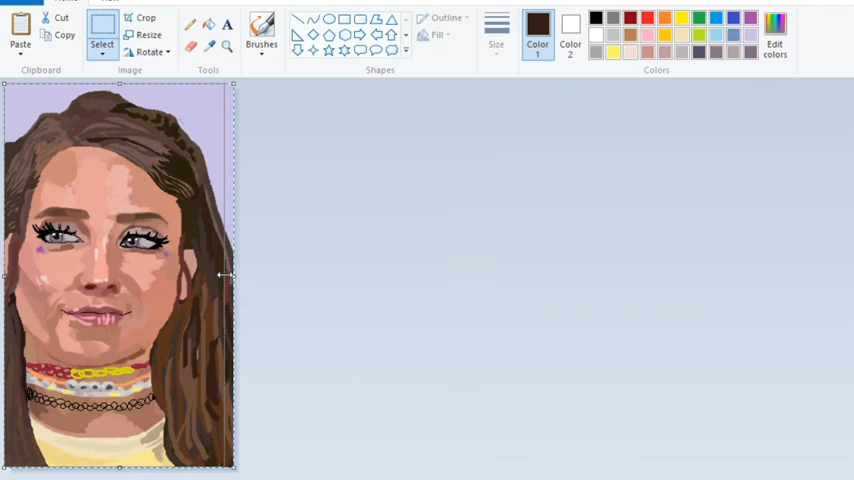 Paste
Cut
Copy
Clipboard
Select
Crop
Resize
Rotate
Image
A
Tools
Brushes
Outline
Fill
Shapes
Size
Color
1
Color
2
Edit
colors
Colors